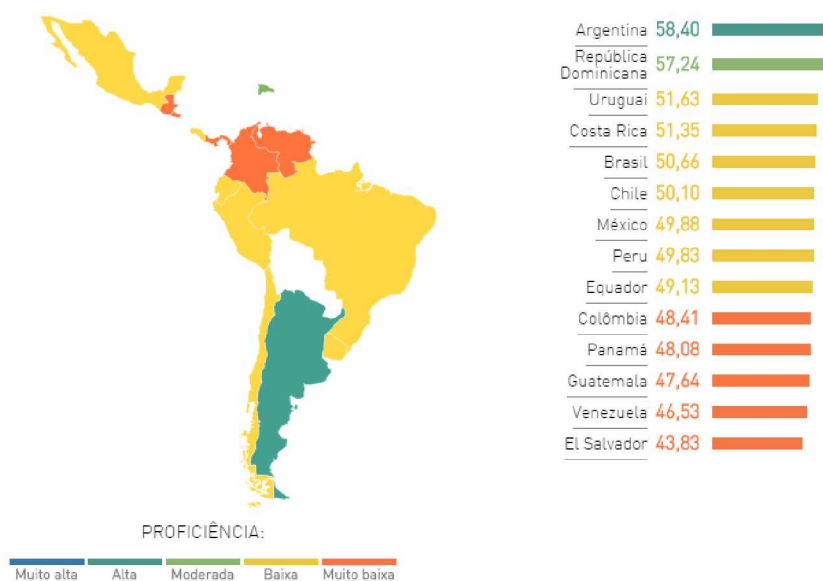 Argentina 58,40
República
Dominicana 57,24
Uruguai 51,63
Costa Rica 51,35
Brasil 50,66
Chile 50,10
México 49,88
Peru 49,83
Equador 49,13
Colômbia 48,41
Panamá 48,08
Guatemala 47,64
Venezuela 46,53
El Salvador 43,83
PROFICIÊNCIA:
Muito alta Alta Moderada Baixa Muito baixa